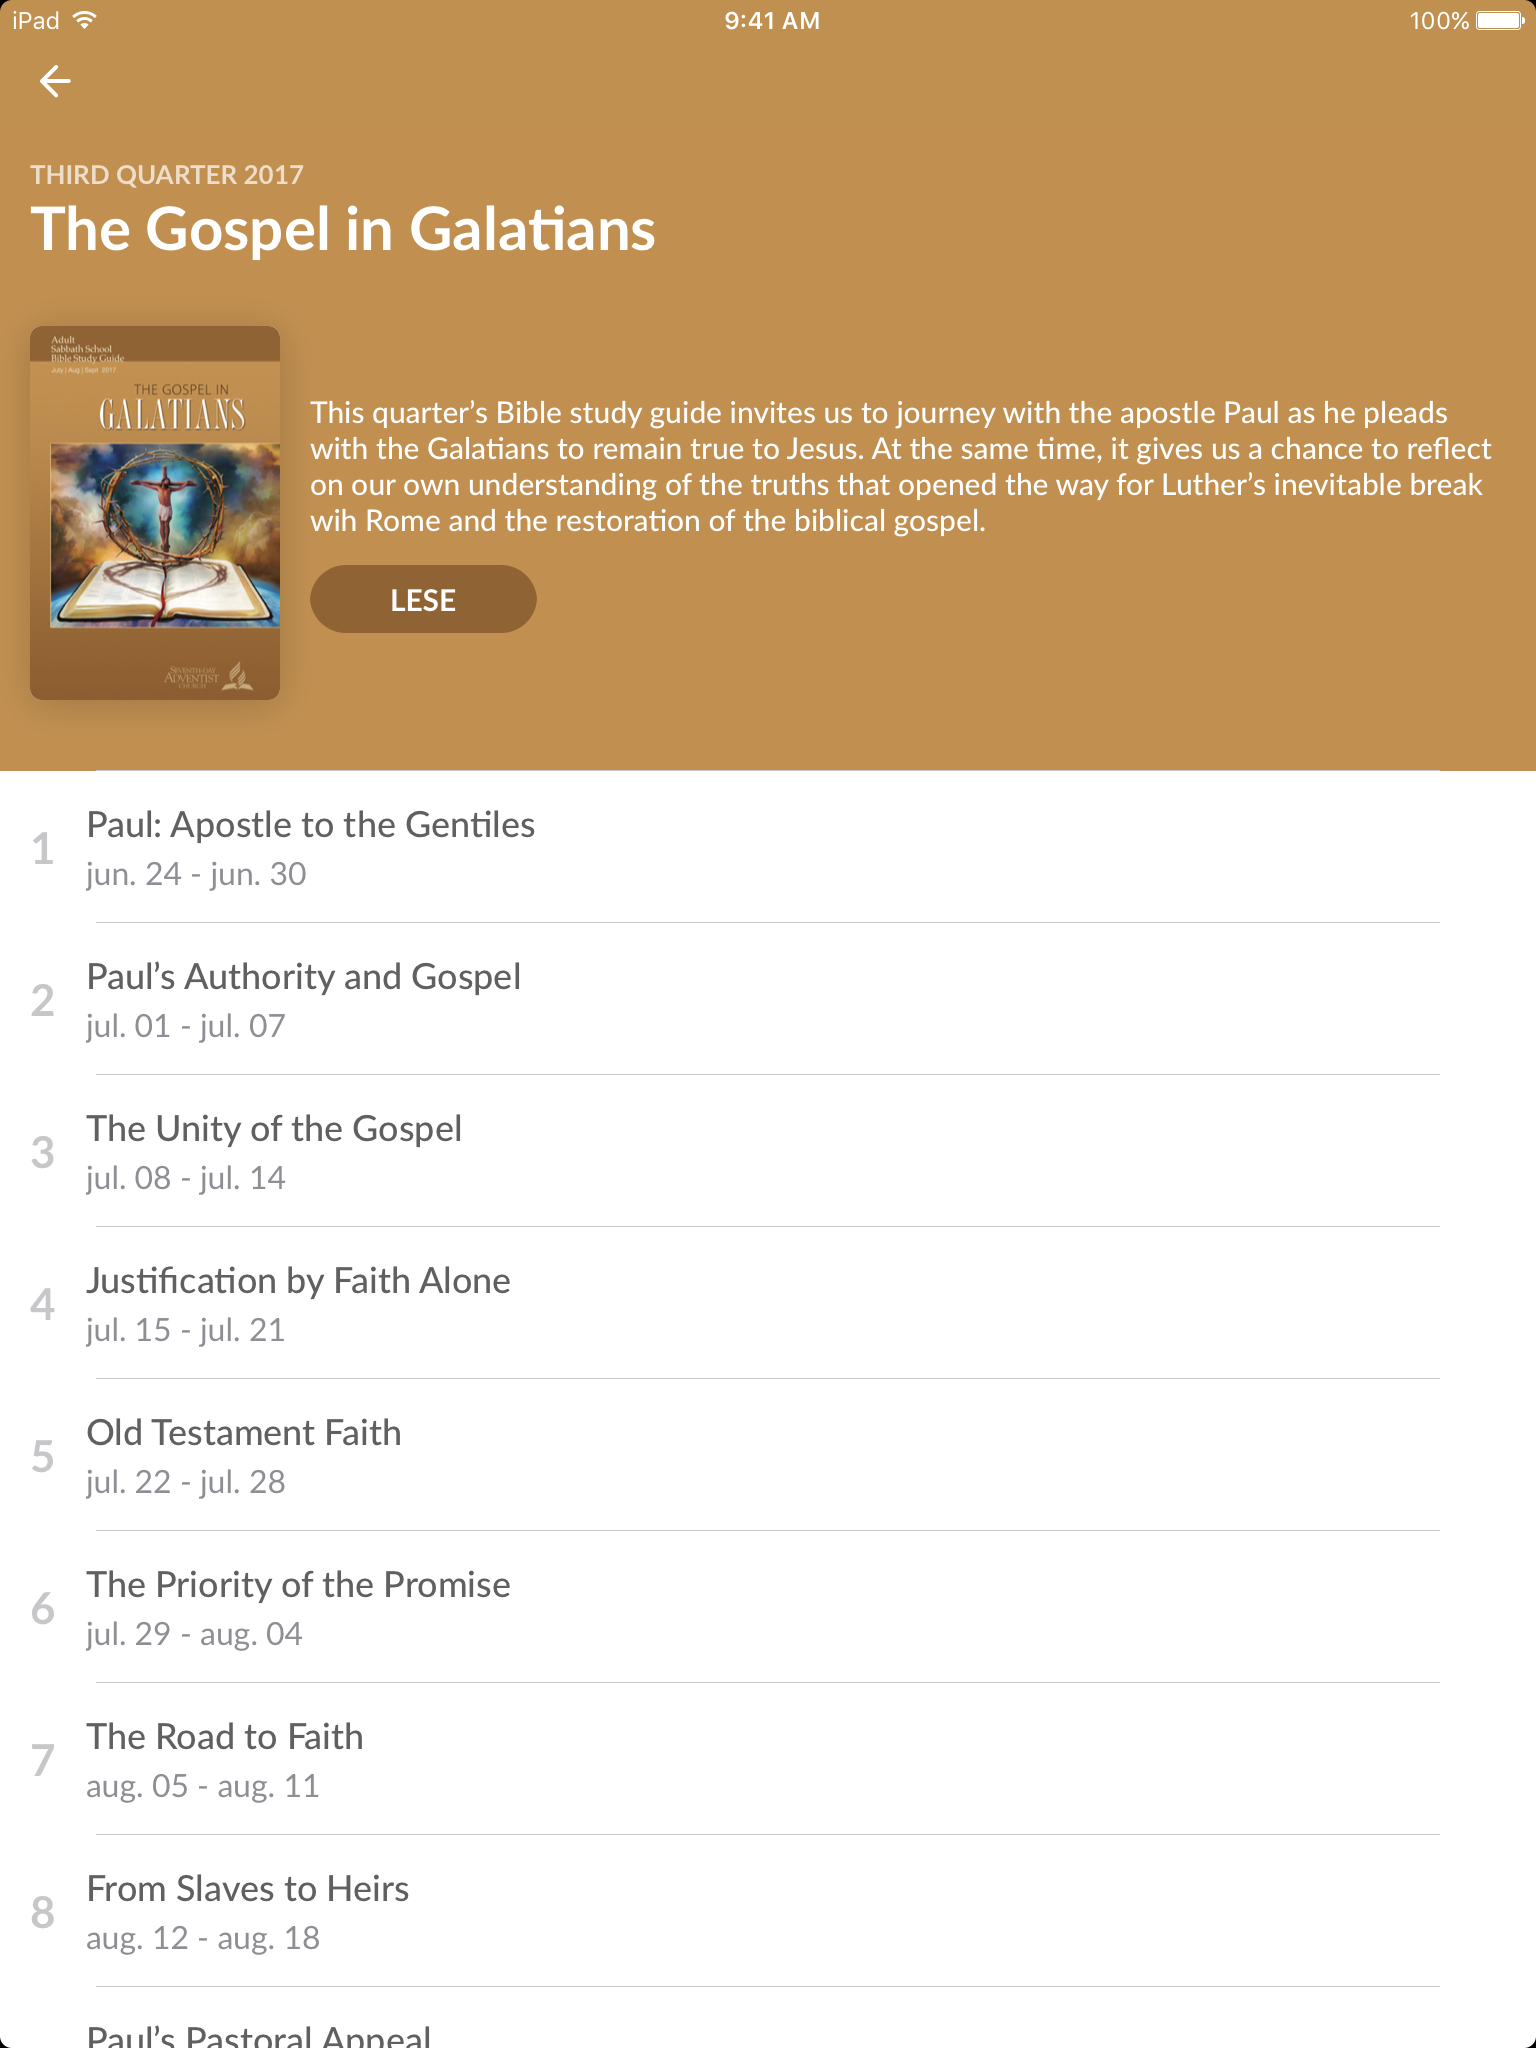 iPad 9:41 AM 100%
THIRD QUARTER 2017
The Gospel in Galatians
Adult
Sabbath School
Bible Study Guide
July | Aug | Sept 2017
THE GOSPEL IN
GALATIANS
SEVENTH-DAY
ADVENTIST
CHURCH
This quarter’s Bible study guide invites us to journey with the apostle Paul as he pleads
with the Galatians to remain true to Jesus. At the same time, it gives us a chance to reflect
on our own understanding of the truths that opened the way for Luther’s inevitable break
wih Rome and the restoration of the biblical gospel.
LESE
1
Paul: Apostle to the Gentiles
jun. 24 - jun. 30
2
Paul’s Authority and Gospel
jul. 01 - jul. 07
3
The Unity of the Gospel
jul. 08 - jul. 14
4
Justification by Faith Alone
jul. 15 - jul. 21
5
Old Testament Faith
jul. 22 - jul. 28
6
The Priority of the Promise
jul. 29 - aug. 04
7
The Road to Faith
aug. 05 - aug. 11
8
From Slaves to Heirs
aug. 12 - aug. 18
Paul’s Pastoral Appeal